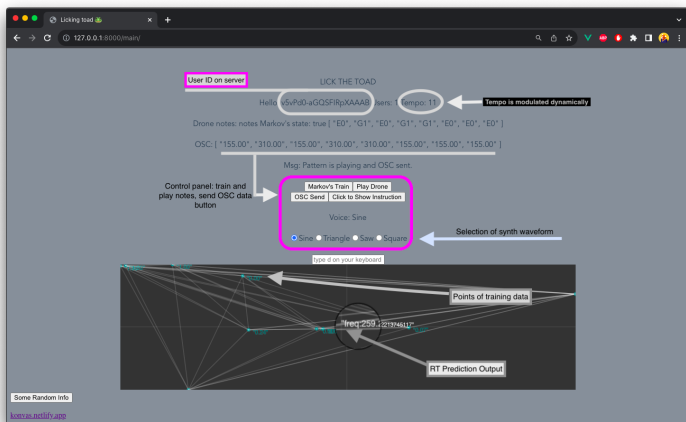 Licking toad
127.0.0.1:8000/main/
User ID on server
LICK THE TOAD
Hello v5vPd0-aGQSFIRpXAAAB Users: 1 Tempo: 11
Tempo is modulated dynamically
Drone notes: notes Markov's state: true [ "E0", "G1", "E0", "G1", "G1", "E0", "E0", "E0" ]
OSC: [ "155.00", "310.00", "155.00", "310.00", "310.00", "155.00", "155.00", "155.00" ]
Msg: Pattern is playing and OSC sent.
Control panel: train and
play notes, send OSC data
button
Markov's Train Play Drone
OSC Send Click to Show Instruction
Voice: Sine
Sine Triangle Saw Square
Selection of synth waveform
type d on your keyboard
Points of training data
"freq:259.
RT Prediction Output
Some Random Info
konvas.netlify.app